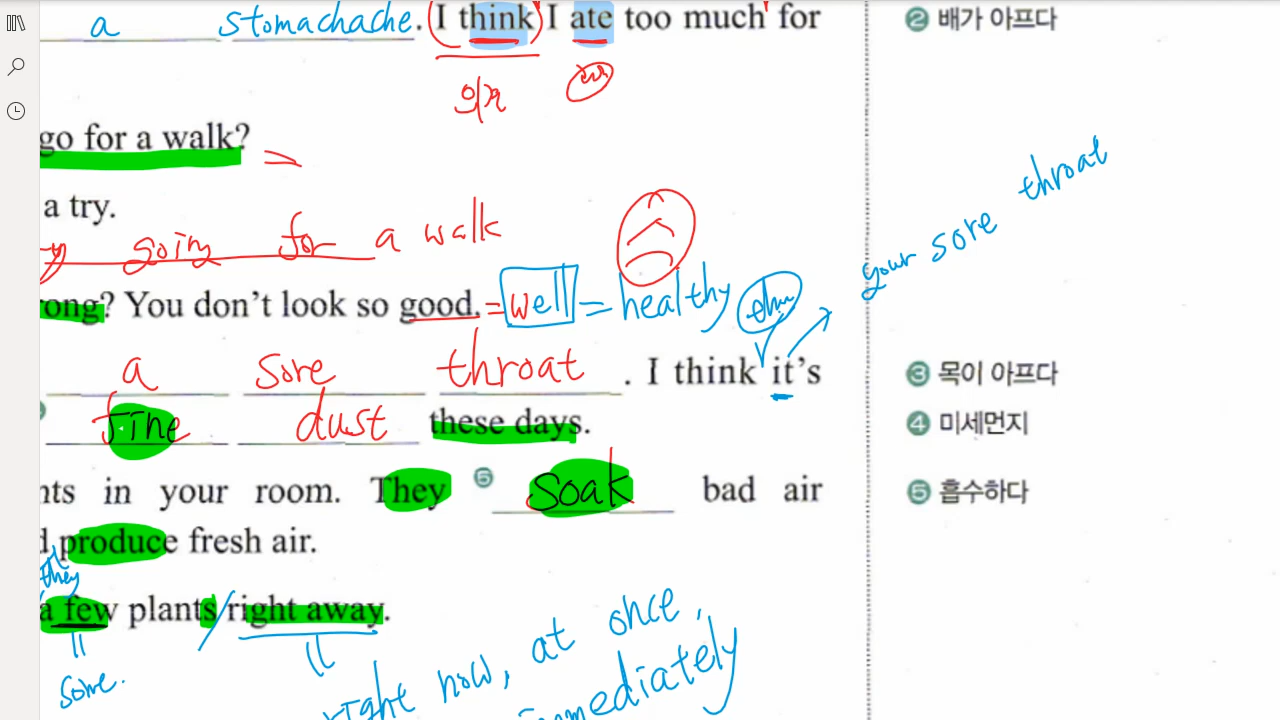 a stomachache. (I think) I ate too much for
② 배가 아프다
의견
go for a walk?
your sore throat
a try.
going for a walk
ong? You don't look so good. = well = healthy
a sore throat. I think it's
③ 목이 아프다
fine dust these days.
④ 미세먼지
nts in your room. They ⑤ soak bad air
⑤ 흡수하다
d produce fresh air.
they
a few plants/right away.
some.
right now, at once,
immediately